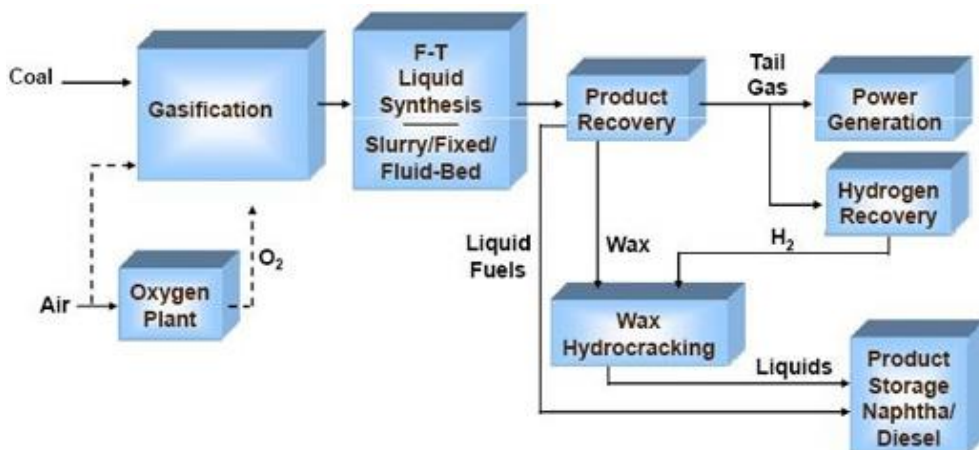 Coal
Gasification
F-T
Liquid
Synthesis
Slurry/Fixed/
Fluid-Bed
Product
Recovery
Tail
Gas
Power
Generation
Hydrogen
Recovery
Air
Oxygen
Plant
O₂
Liquid
Fuels
Wax
H₂
Wax
Hydrocracking
Liquids
Product
Storage
Naphtha/
Diesel